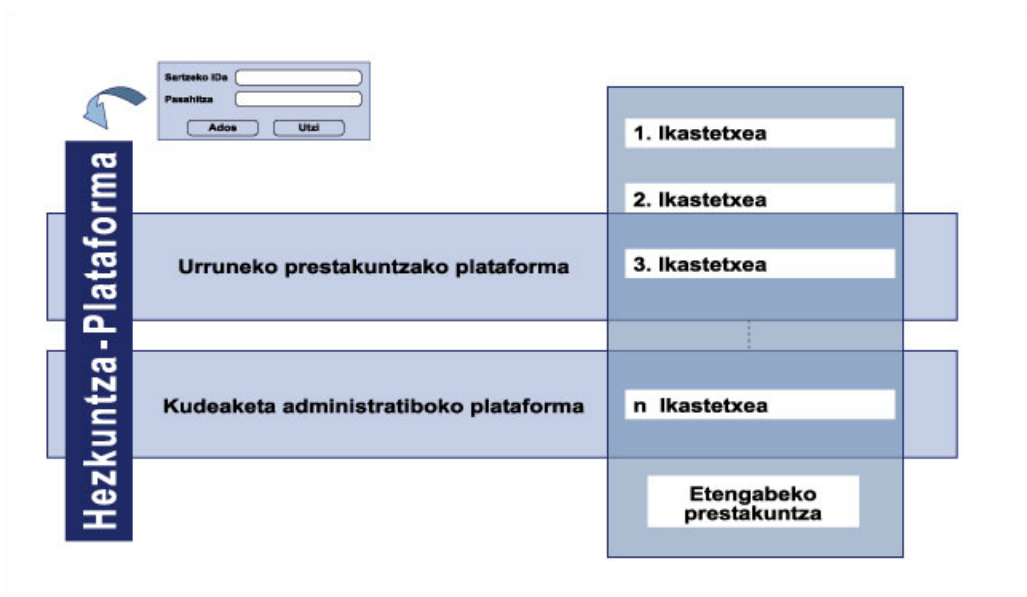 Sartzeko IDa
Pasahitza
Ados Utzi
Hezkuntza-Plataforma
1. Ikastetxea
2. Ikastetxea
Urruneko prestakuntzako plataforma
3. Ikastetxea
Kudeaketa administratiboko plataforma
n Ikastetxea
Etengabeko
prestakuntza